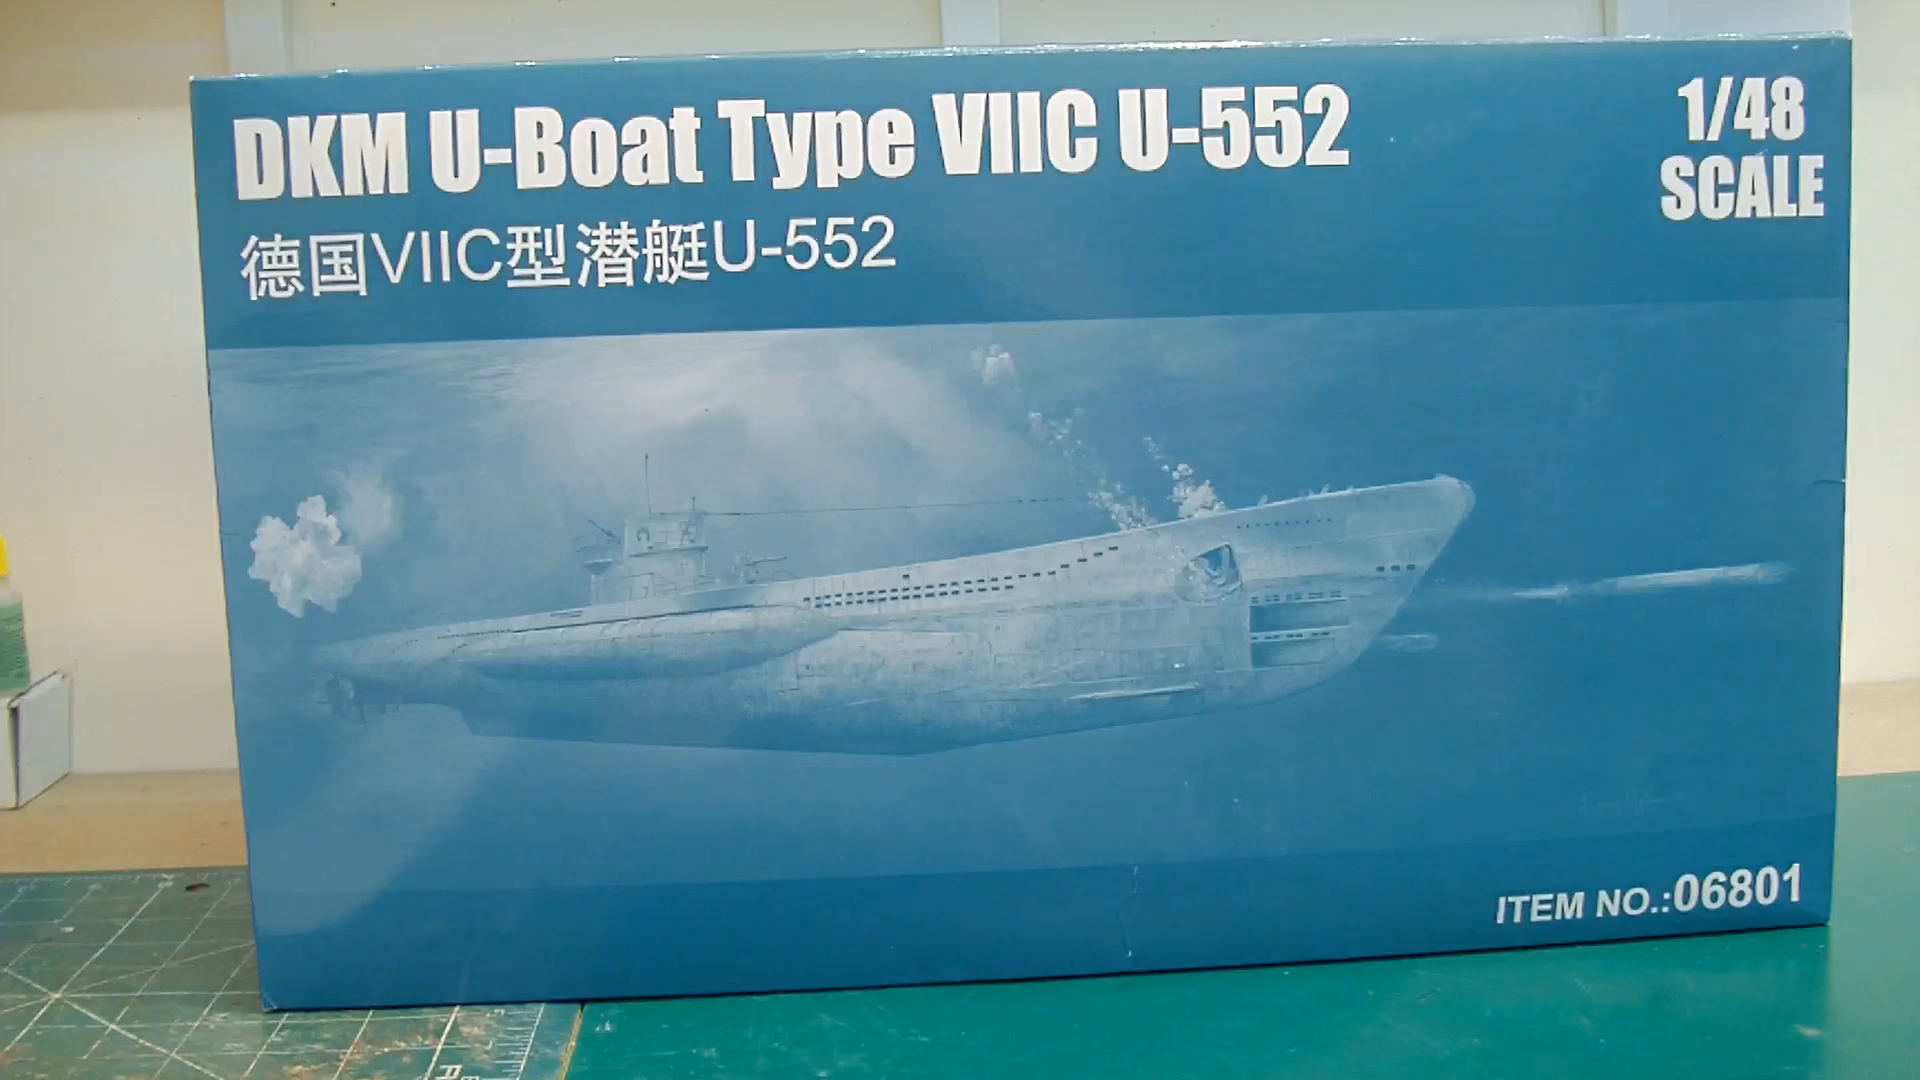 DKM U-Boat Type VIIC U-552
1/48
SCALE
德国VIIC型潜艇U-552
ITEM NO.:06801